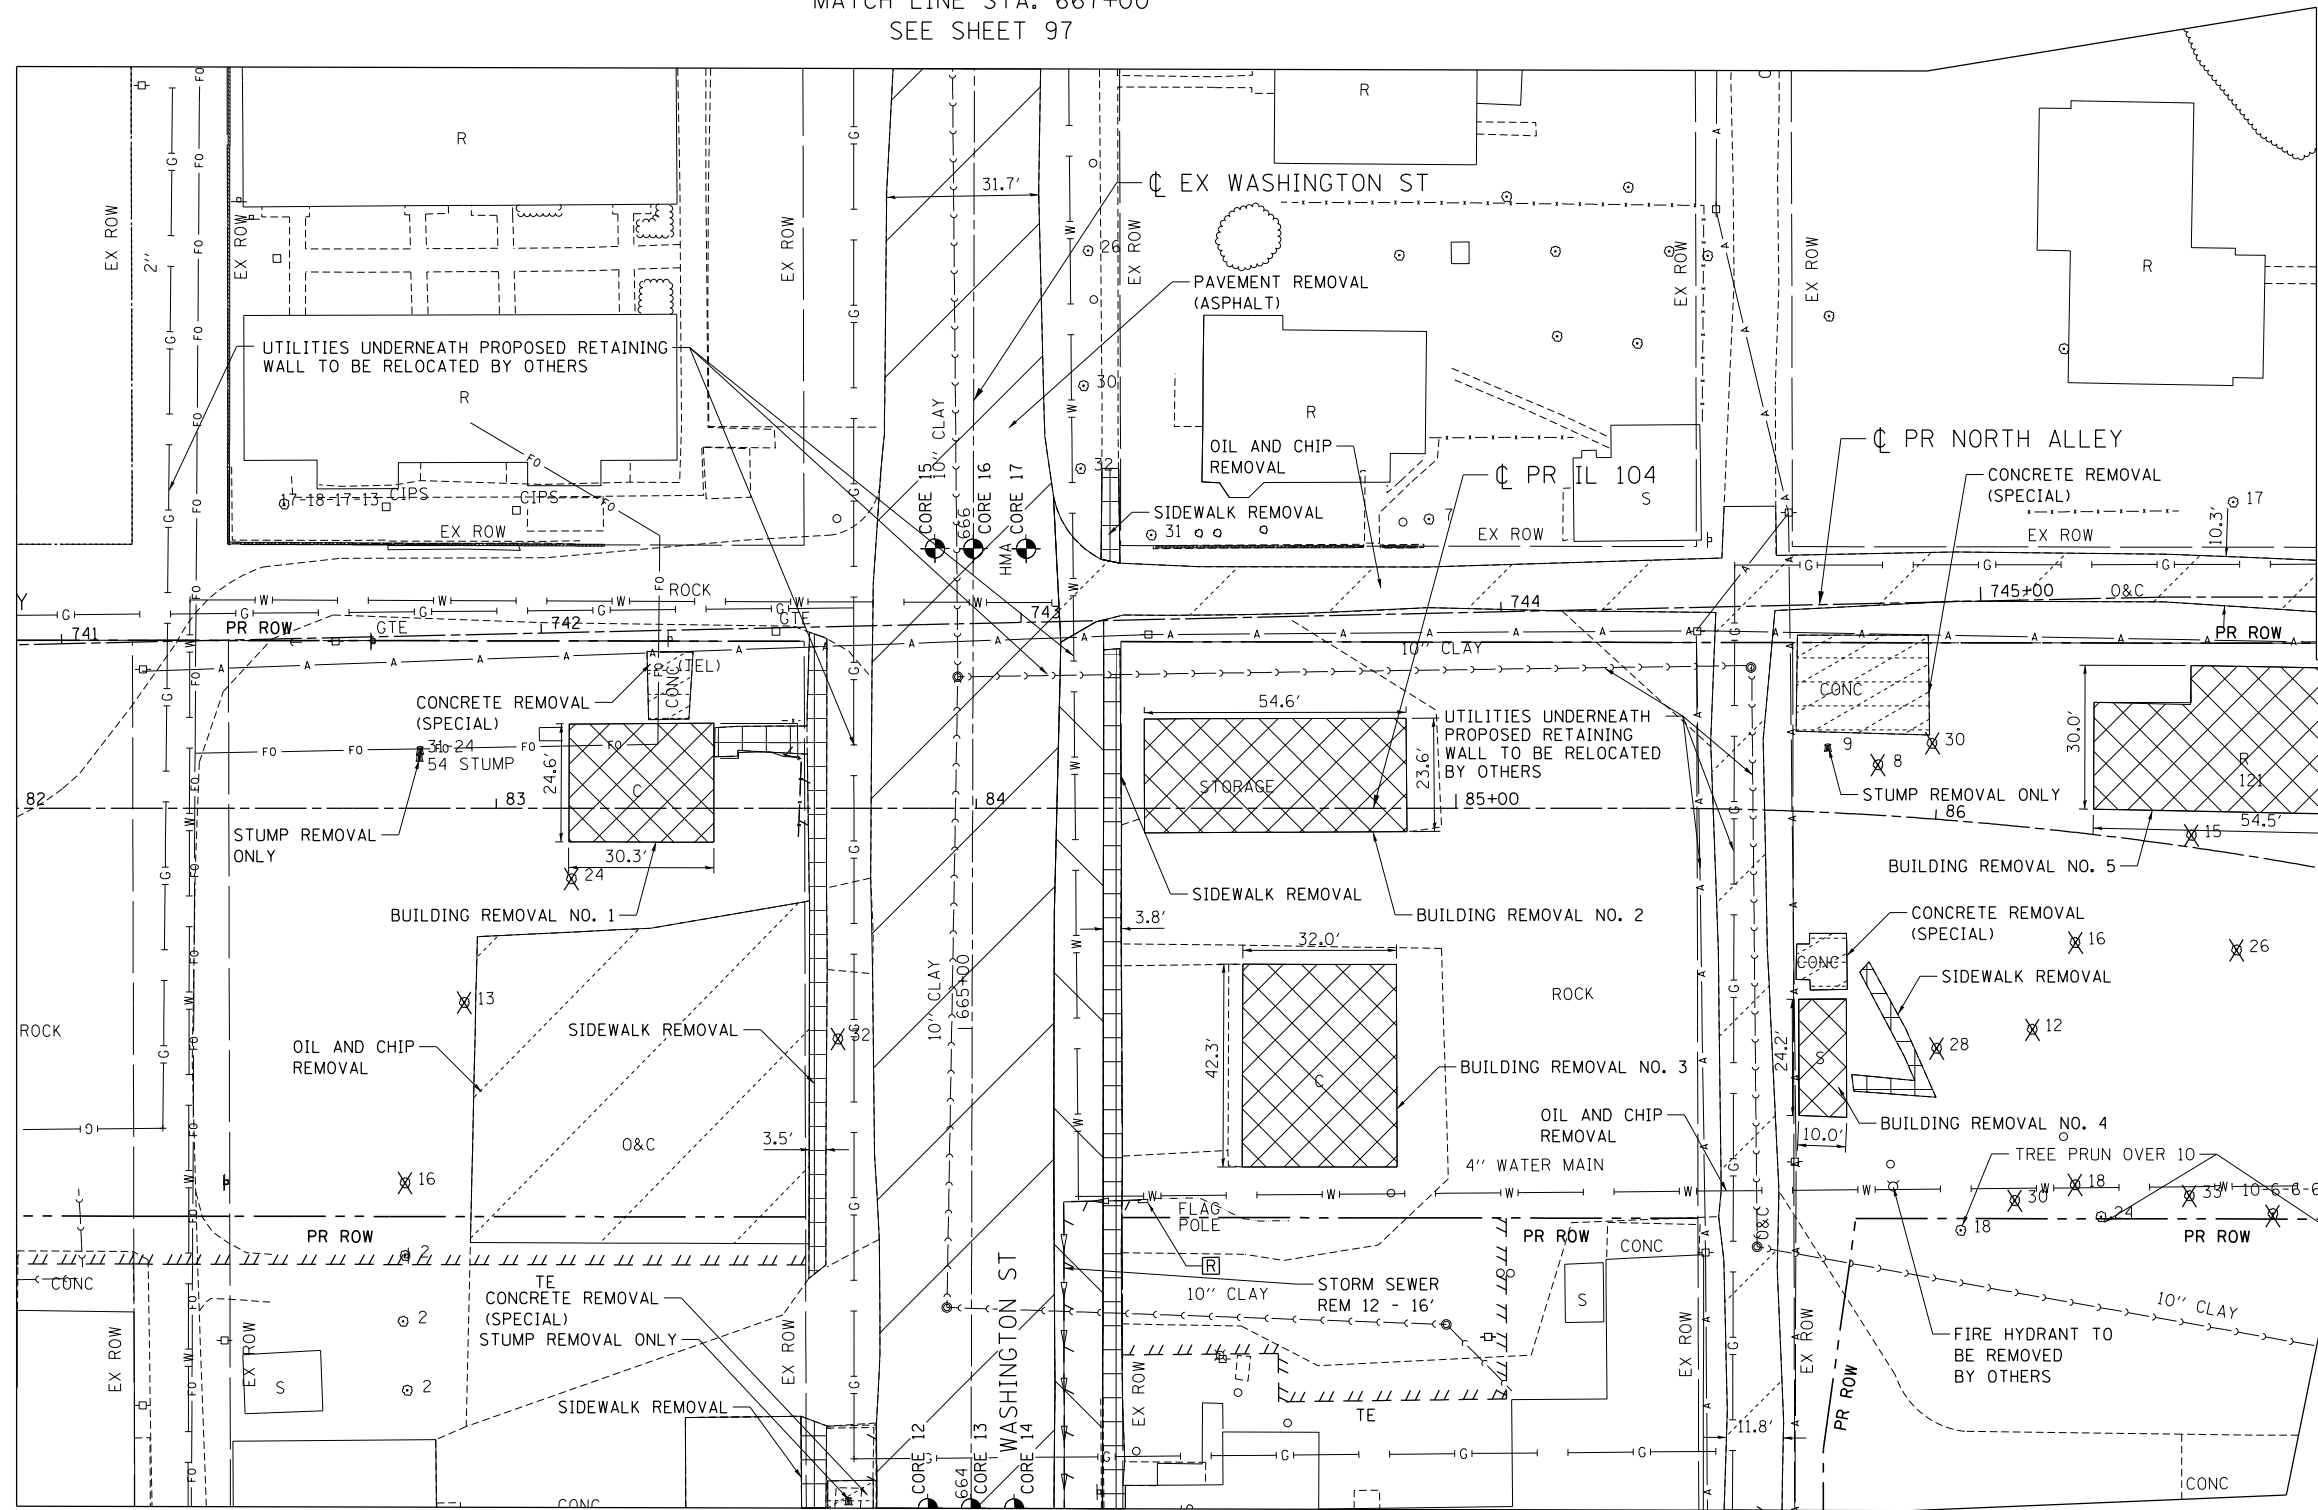 MATCH LINE STA. 667+00
SEE SHEET 97
31.7'
℄ EX WASHINGTON ST
PAVEMENT REMOVAL
(ASPHALT)
R
R
R
EX ROW
2"
EX ROW
EX ROW
EX ROW
EX ROW
EX ROW
26
30
32
UTILITIES UNDERNEATH PROPOSED RETAINING
WALL TO BE RELOCATED BY OTHERS
R
R
10" CLAY
OIL AND CHIP
REMOVAL
℄ PR IL 104
S
℄ PR NORTH ALLEY
CONCRETE REMOVAL
(SPECIAL)
17
10.3'
17-18-17-13
CIPS
CIPS
EX ROW
CORE 15
666
CORE 16
HMA CORE 17
SIDEWALK REMOVAL
31
7
EX ROW
EX ROW
ROCK
Y
741
PR ROW
GTE
742
GTE
743
744
745+00
O&C
PR ROW
CONC
(TEL)
10" CLAY
CONC
CONCRETE REMOVAL
(SPECIAL)
31-24
54 STUMP
24.6'
C
30.3'
24
STUMP REMOVAL
ONLY
BUILDING REMOVAL NO. 1
54.6'
23.6'
STORAGE
UTILITIES UNDERNEATH
PROPOSED RETAINING
WALL TO BE RELOCATED
BY OTHERS
9
8
30
STUMP REMOVAL ONLY
30.0'
R
121
54.5'
15
BUILDING REMOVAL NO. 5
82
83
84
85+00
86
SIDEWALK REMOVAL
BUILDING REMOVAL NO. 2
3.8'
32.0'
42.3'
C
BUILDING REMOVAL NO. 3
ROCK
CONCRETE REMOVAL
(SPECIAL)
CONC
16
26
SIDEWALK REMOVAL
12
28
24.2'
S
10.0'
BUILDING REMOVAL NO. 4
13
ROCK
OIL AND CHIP
REMOVAL
SIDEWALK REMOVAL
32
10" CLAY
665+00
O&C
3.5'
16
OIL AND CHIP
REMOVAL
4" WATER MAIN
TREE PRUN OVER 10
18
30
33
10-6-6-6
24
18
FLAG
POLE
R
PR ROW
PR ROW
PR ROW
O&C
CONC
S
2
TE
CONC
2
2
CONCRETE REMOVAL
(SPECIAL)
STUMP REMOVAL ONLY
SIDEWALK REMOVAL
STORM SEWER
REM 12 - 16'
10" CLAY
10" CLAY
FIRE HYDRANT TO
BE REMOVED
BY OTHERS
EX ROW
EX ROW
S
EX ROW
WASHINGTON ST
EX ROW
TE
EX ROW
EX ROW
PR ROW
11.8'
CORE 12
664
CORE 13
CORE 14
CONC
CONC